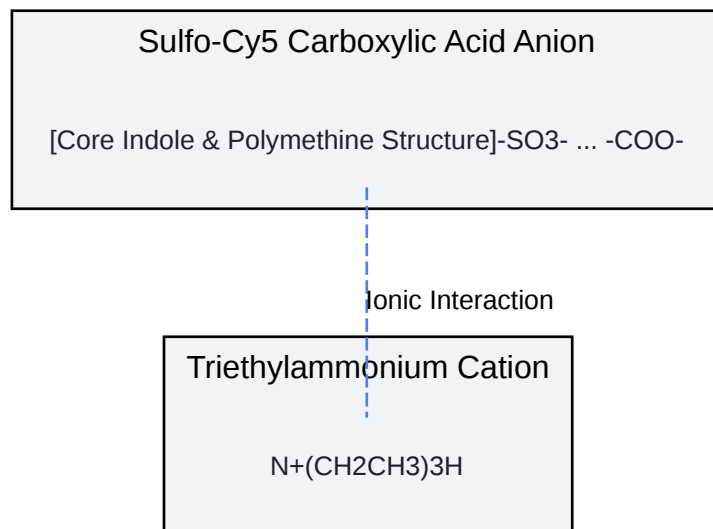 Sulfo-Cy5 Carboxylic Acid Anion
[Core Indole & Polymethine Structure]-SO3- ... -COO-
Ionic Interaction
Triethylammonium Cation
N+(CH2CH3)3H